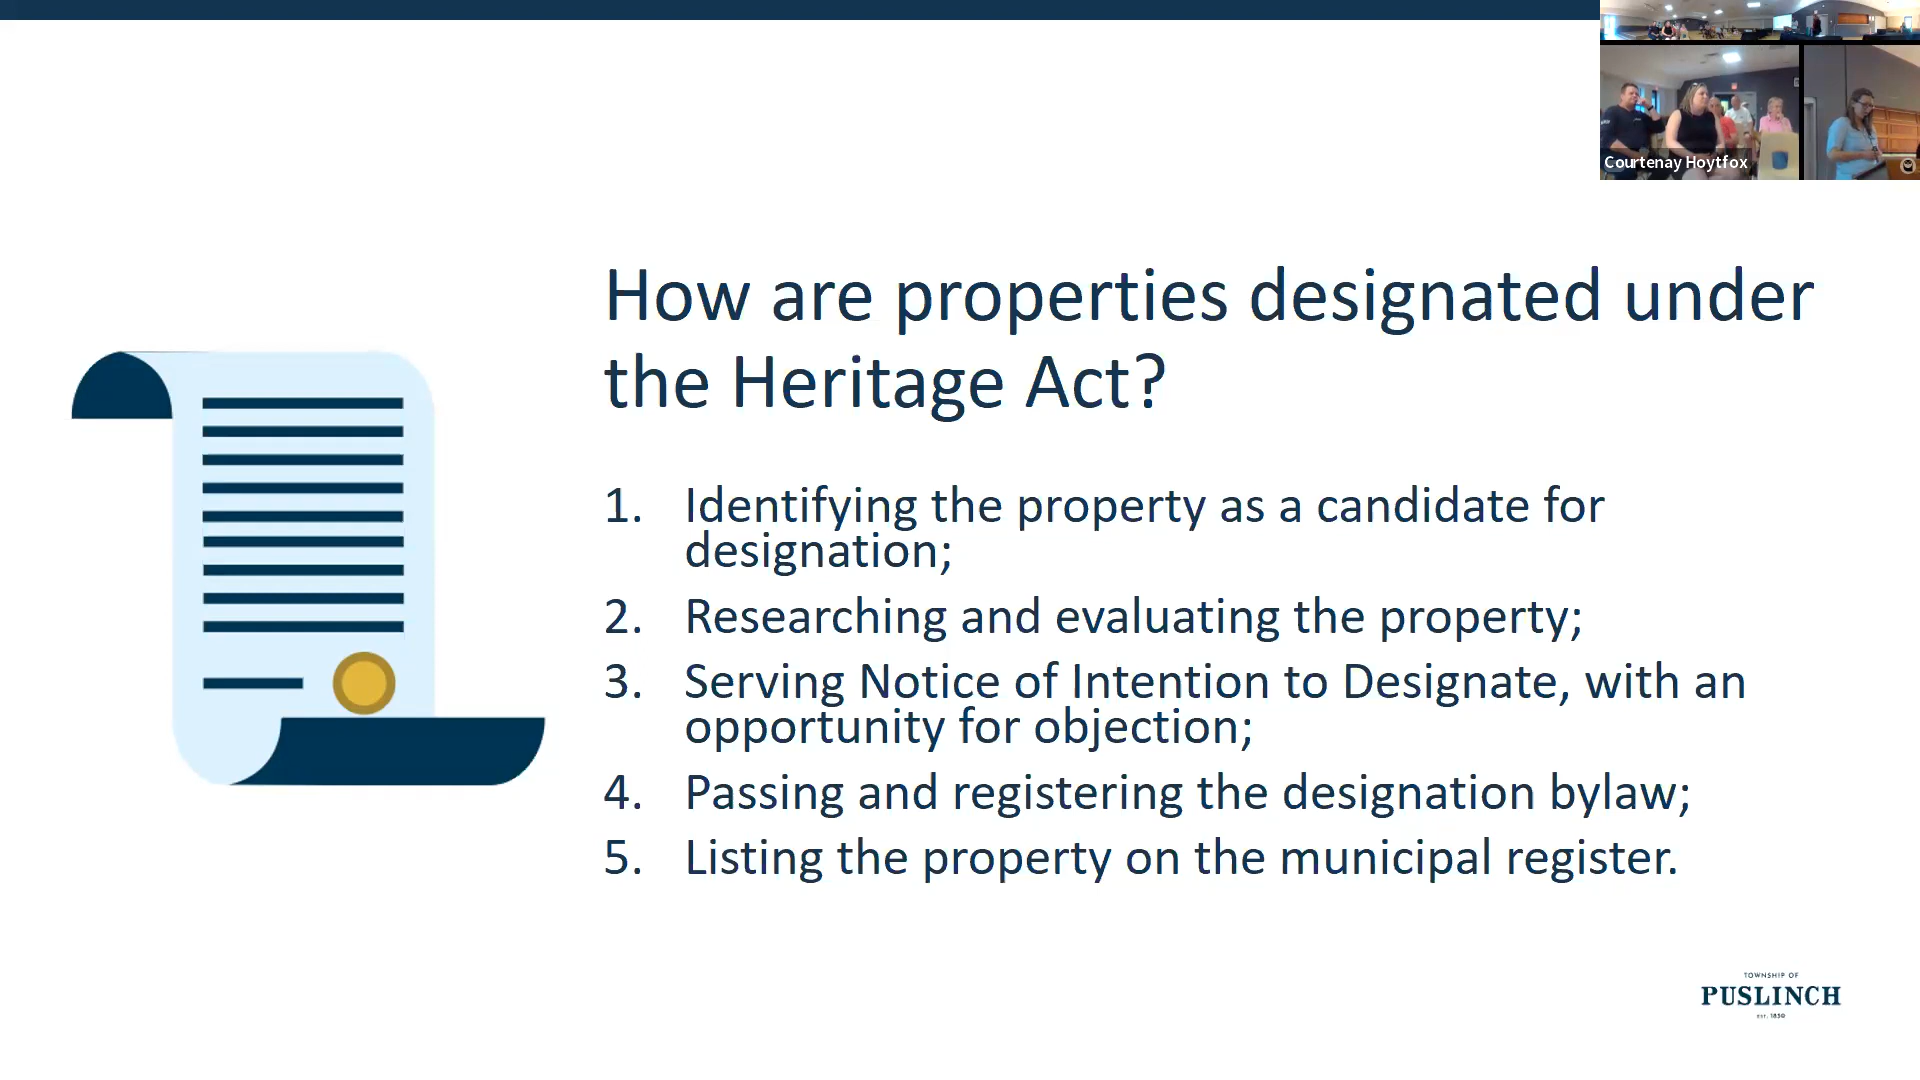 Courtenay Hoytfox
How are properties designated under
the Heritage Act?
1. Identifying the property as a candidate for
designation;
2. Researching and evaluating the property;
3. Serving Notice of Intention to Designate, with an
opportunity for objection;
4. Passing and registering the designation bylaw;
5. Listing the property on the municipal register.
TOWNSHIP OF
PUSLINCH
EST. 1850